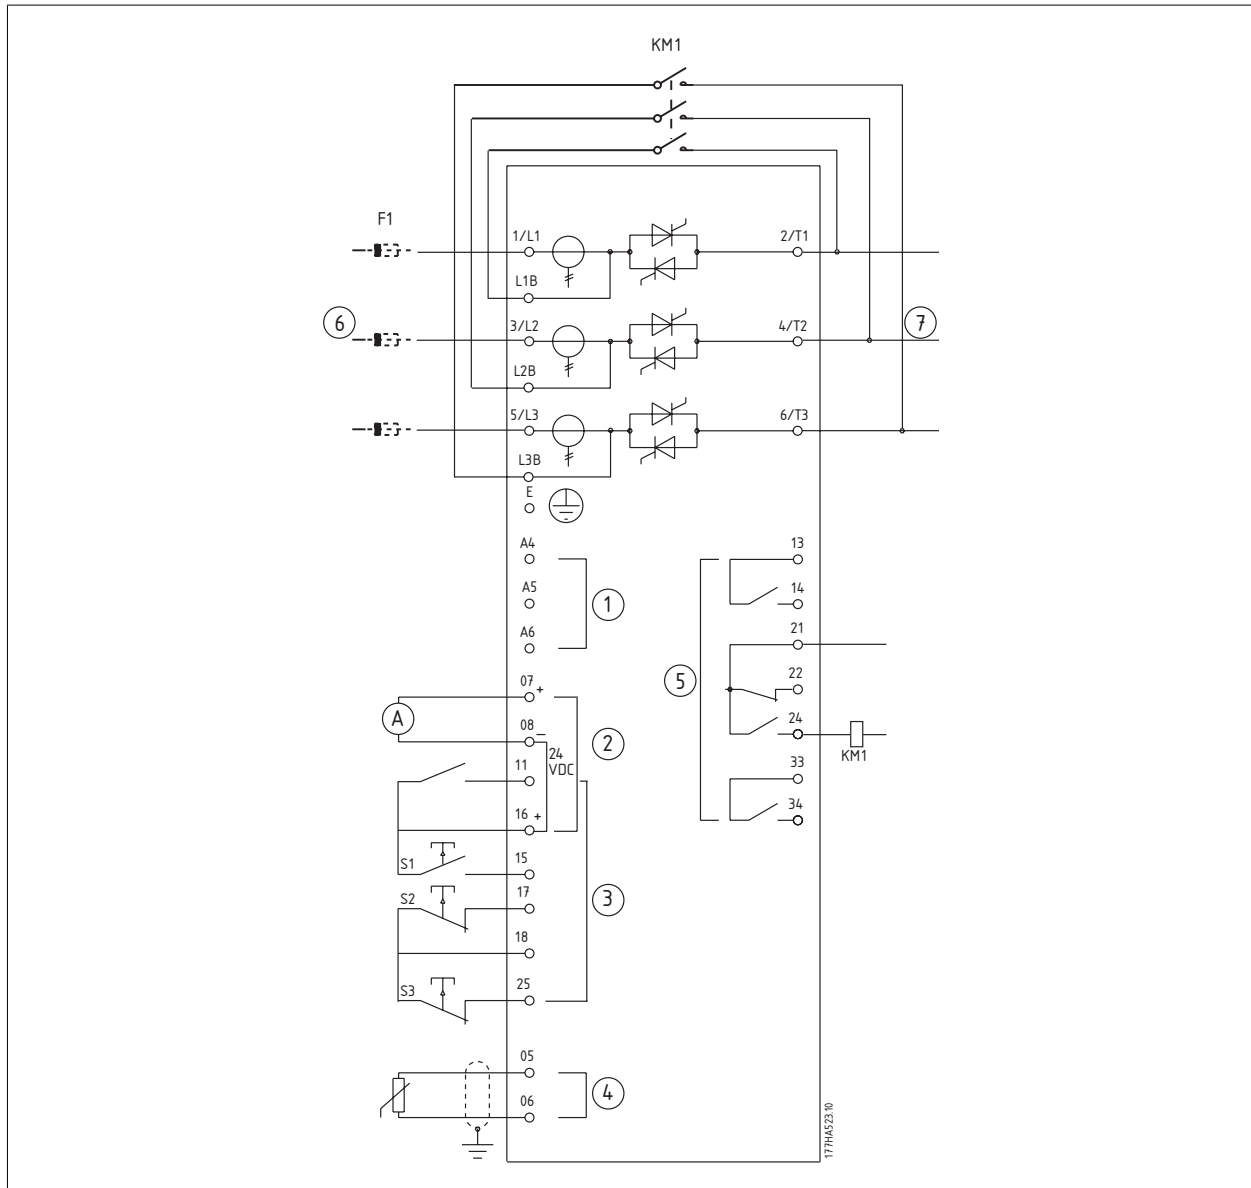 KM1
F1
1/L1
2/T1
L1B
6
3/L2
4/T2
7
L2B
5/L3
6/T3
L3B
E
A4
13
A5
1
14
A6
21
07 +
5
22
A
08 −
2
24
24
VDC
KM1
11
33
16 +
34
S1
15
S2
17
3
18
S3
25
05
4
06
177HA523.10